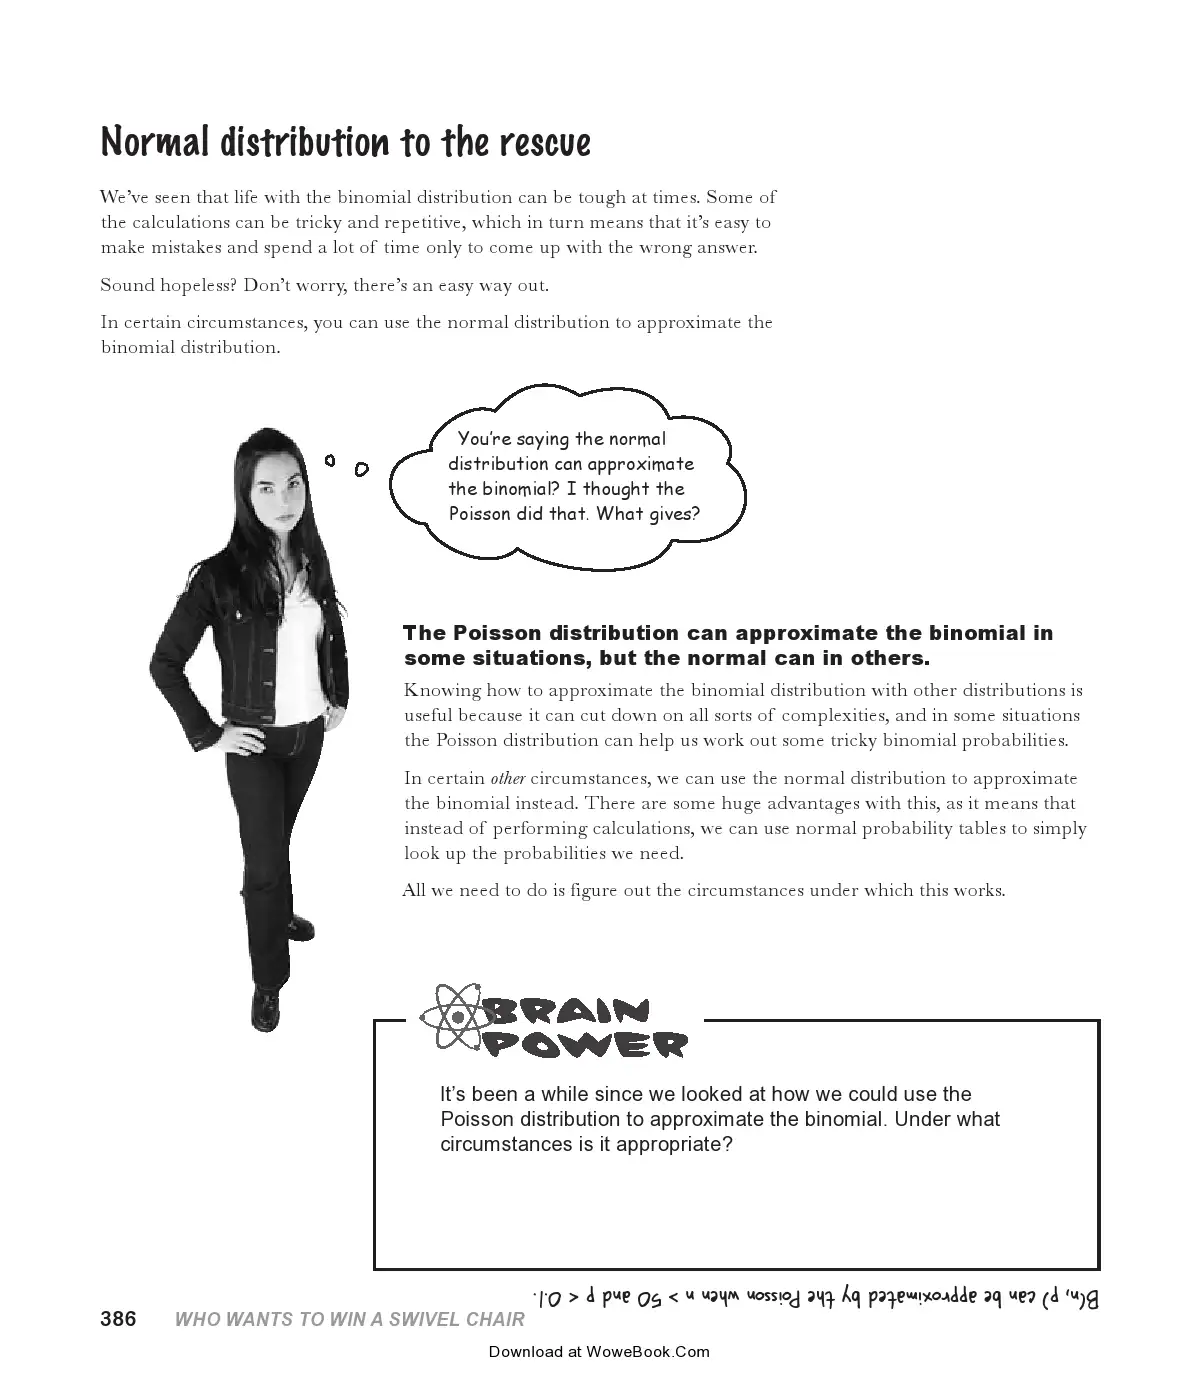 Normal distribution to the rescue
We've seen that life with the binomial distribution can be tough at times. Some of
the calculations can be tricky and repetitive, which in turn means that it's easy to
make mistakes and spend a lot of time only to come up with the wrong answer.
Sound hopeless? Don't worry, there's an easy way out.
In certain circumstances, you can use the normal distribution to approximate the
binomial distribution.
You're saying the normal
distribution can approximate
the binomial? I thought the
Poisson did that. What gives?
The Poisson distribution can approximate the binomial in
some situations, but the normal can in others.
Knowing how to approximate the binomial distribution with other distributions is
useful because it can cut down on all sorts of complexities, and in some situations
the Poisson distribution can help us work out some tricky binomial probabilities.
In certain other circumstances, we can use the normal distribution to approximate
the binomial instead. There are some huge advantages with this, as it means that
instead of performing calculations, we can use normal probability tables to simply
look up the probabilities we need.
All we need to do is figure out the circumstances under which this works.
BRAIN
POWER
It's been a while since we looked at how we could use the
Poisson distribution to approximate the binomial. Under what
circumstances is it appropriate?
B(n, p) can be approximated by the Poisson when n > 50 and p < 0.1.
386 WHO WANTS TO WIN A SWIVEL CHAIR
Download at WoweBook.Com